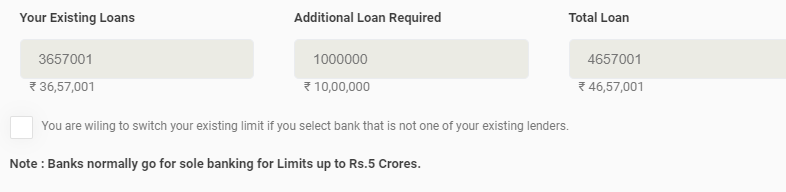 Your Existing Loans Additional Loan Required Total Loan
3657001 1000000 4657001
₹ 36,57,001 ₹ 10,00,000 ₹ 46,57,001
You are wiling to switch your existing limit if you select bank that is not one of your existing lenders.
Note : Banks normally go for sole banking for Limits up to Rs.5 Crores.